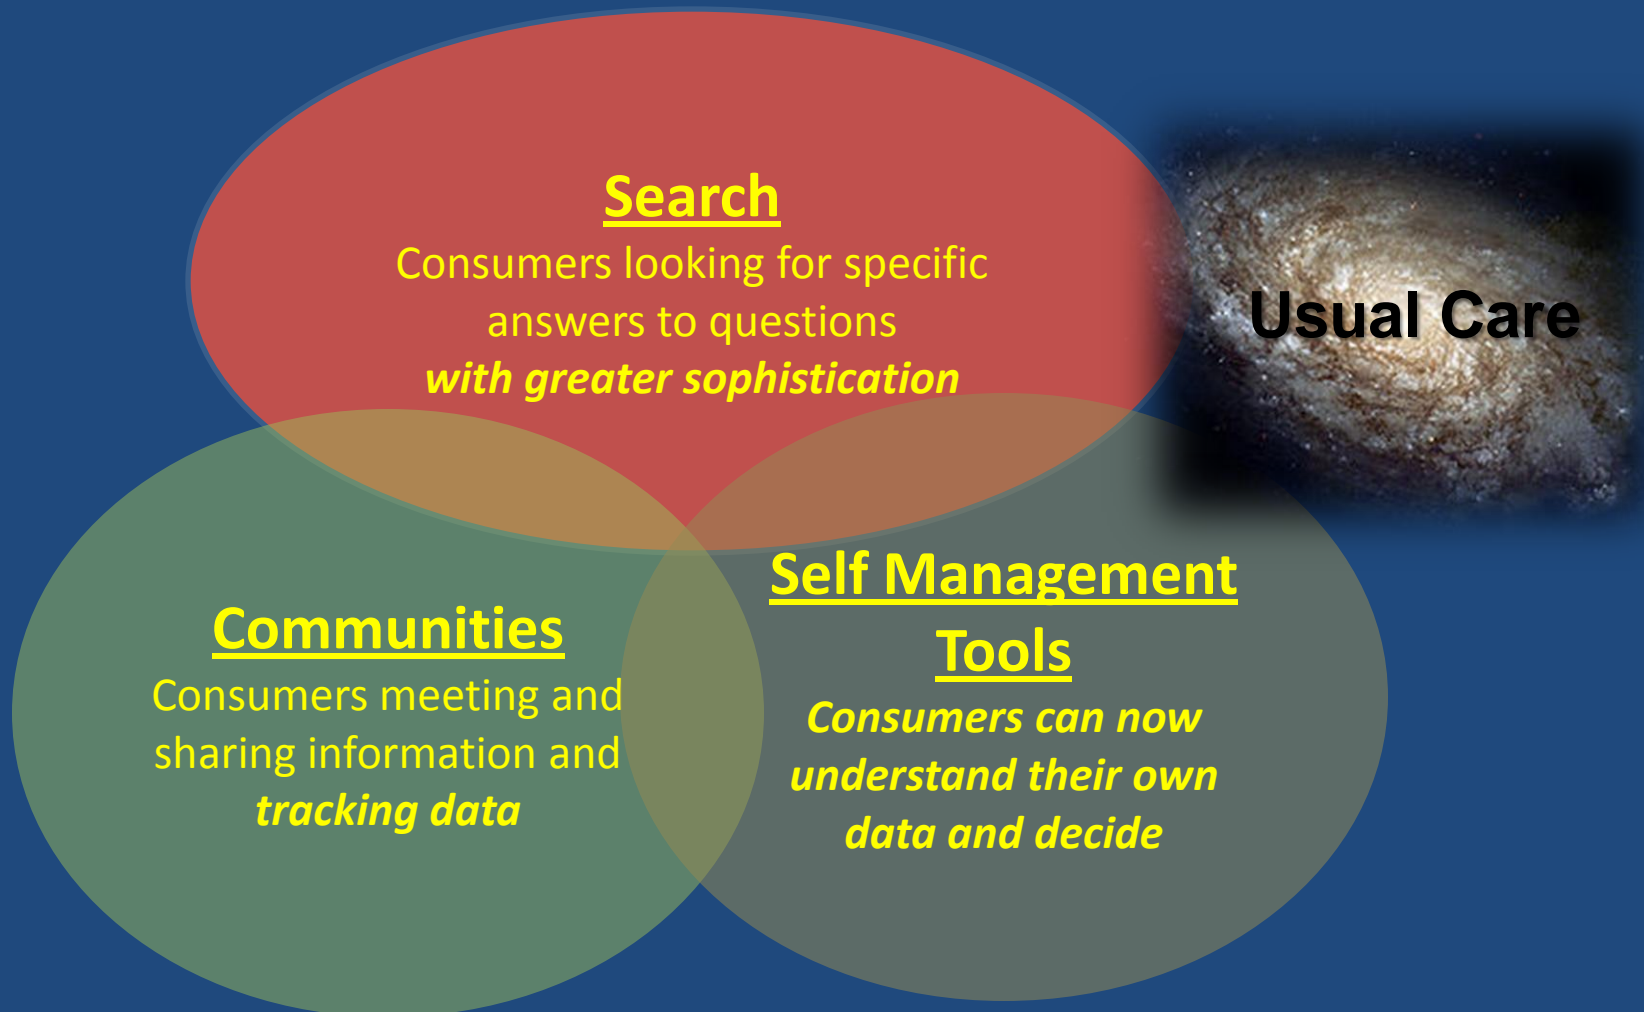 Search
Consumers looking for specific
answers to questions
with greater sophistication
Usual Care
Communities
Consumers meeting and
sharing information and
tracking data
Self Management
Tools
Consumers can now
understand their own
data and decide